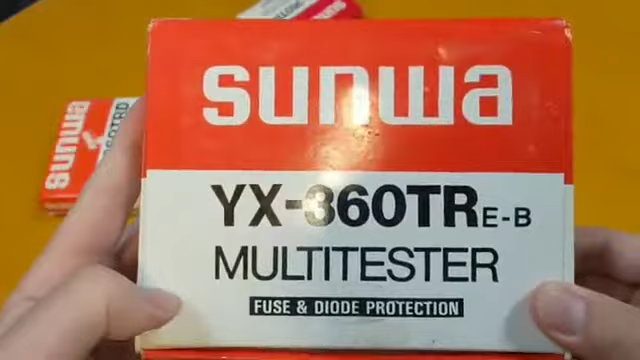 sunwa
YX-360TRE-B
MULTITESTER
FUSE & DIODE PROTECTION
sunwa